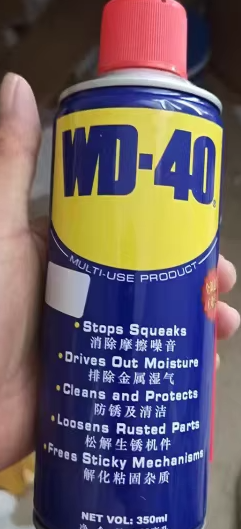 WD-40®
MULTI-USE PRODUCT
•Stops Squeaks
消除摩擦噪音
•Drives Out Moisture
排除金属湿气
•Cleans and Protects
防锈及清洁
•Loosens Rusted Parts
松解生锈机件
•Frees Sticky Mechanisms
解化粘固杂质
NET VOL: 350ml